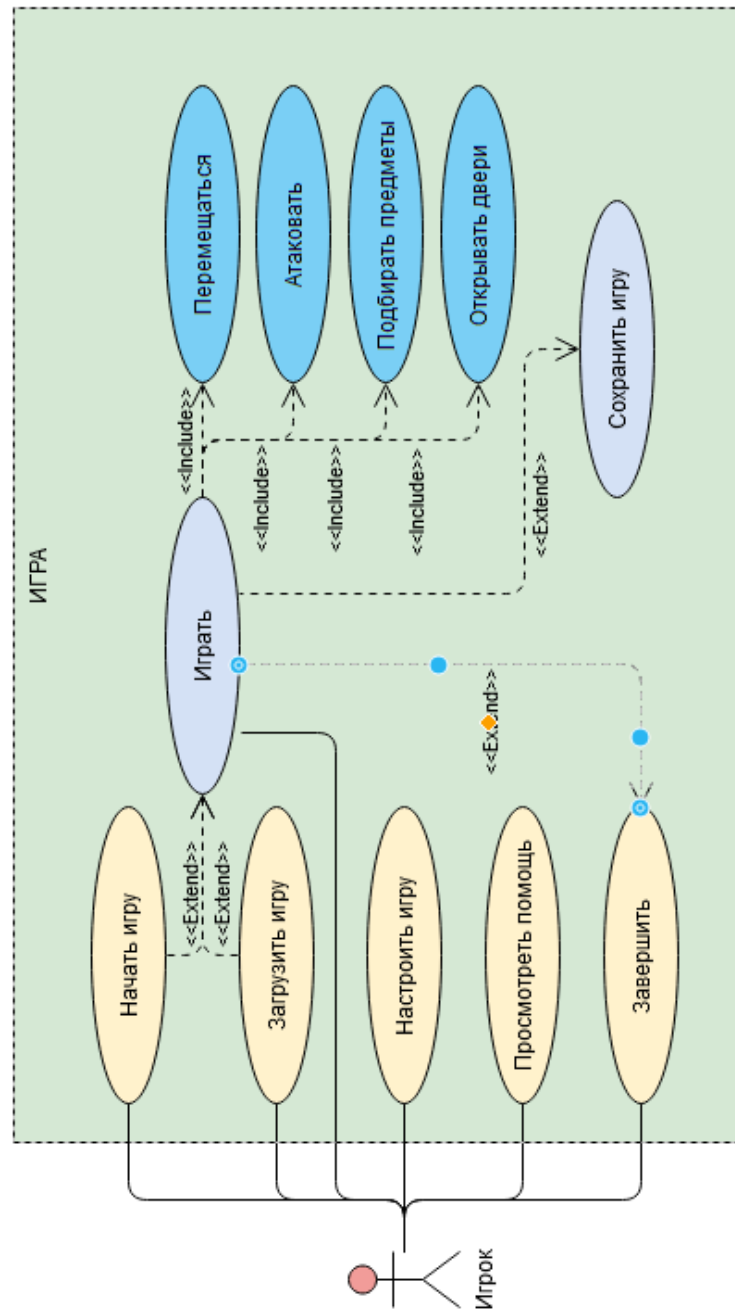 ИГРА
Игрок
Начать игру
Загрузить игру
Настроить игру
Просмотреть помощь
Завершить
<<Extend>>
<<Extend>>
Играть
<<Extend>>
<<Include>>
<<Include>>
<<Include>>
<<Include>>
<<Extend>>
Перемещаться
Атаковать
Подбирать предметы
Открывать двери
Сохранить игру